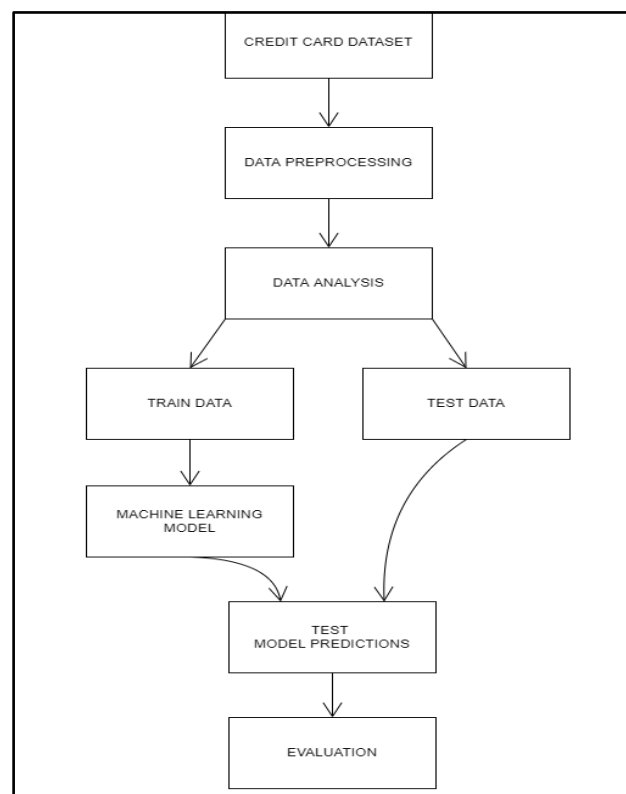 CREDIT CARD DATASET
DATA PREPROCESSING
DATA ANALYSIS
TRAIN DATA
TEST DATA
MACHINE LEARNING
MODEL
TEST
MODEL PREDICTIONS
EVALUATION